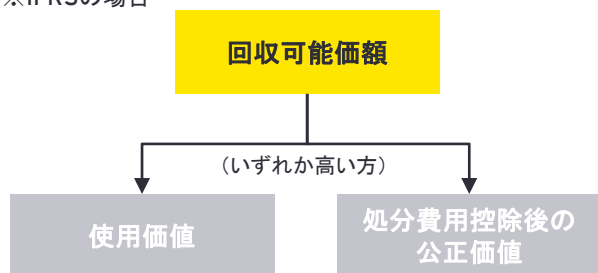 ※IFRSの場合
回収可能価額
(いずれか高い方)
使用価値
処分費用控除後の
公正価値